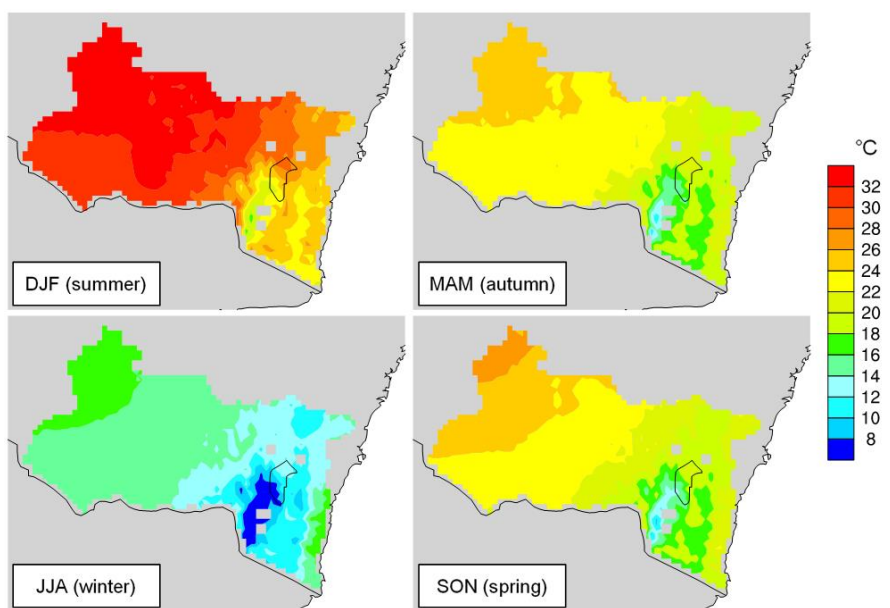 DJF (summer)
MAM (autumn)
°C
32
30
28
26
24
22
20
18
16
14
12
10
8
JJA (winter)
SON (spring)